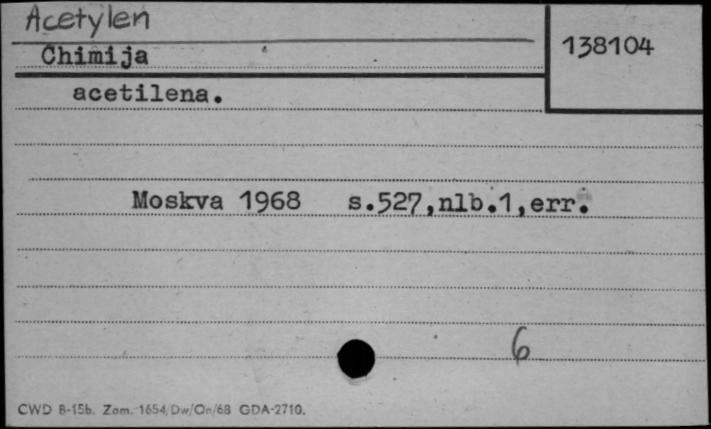 Acetylen
138104
Chimija
acetilena.
Moskva 1968 s.527,nlb.1,err.
6
CWD B-15b. Zam. 1654/Dw/On/68 GDA-2710.